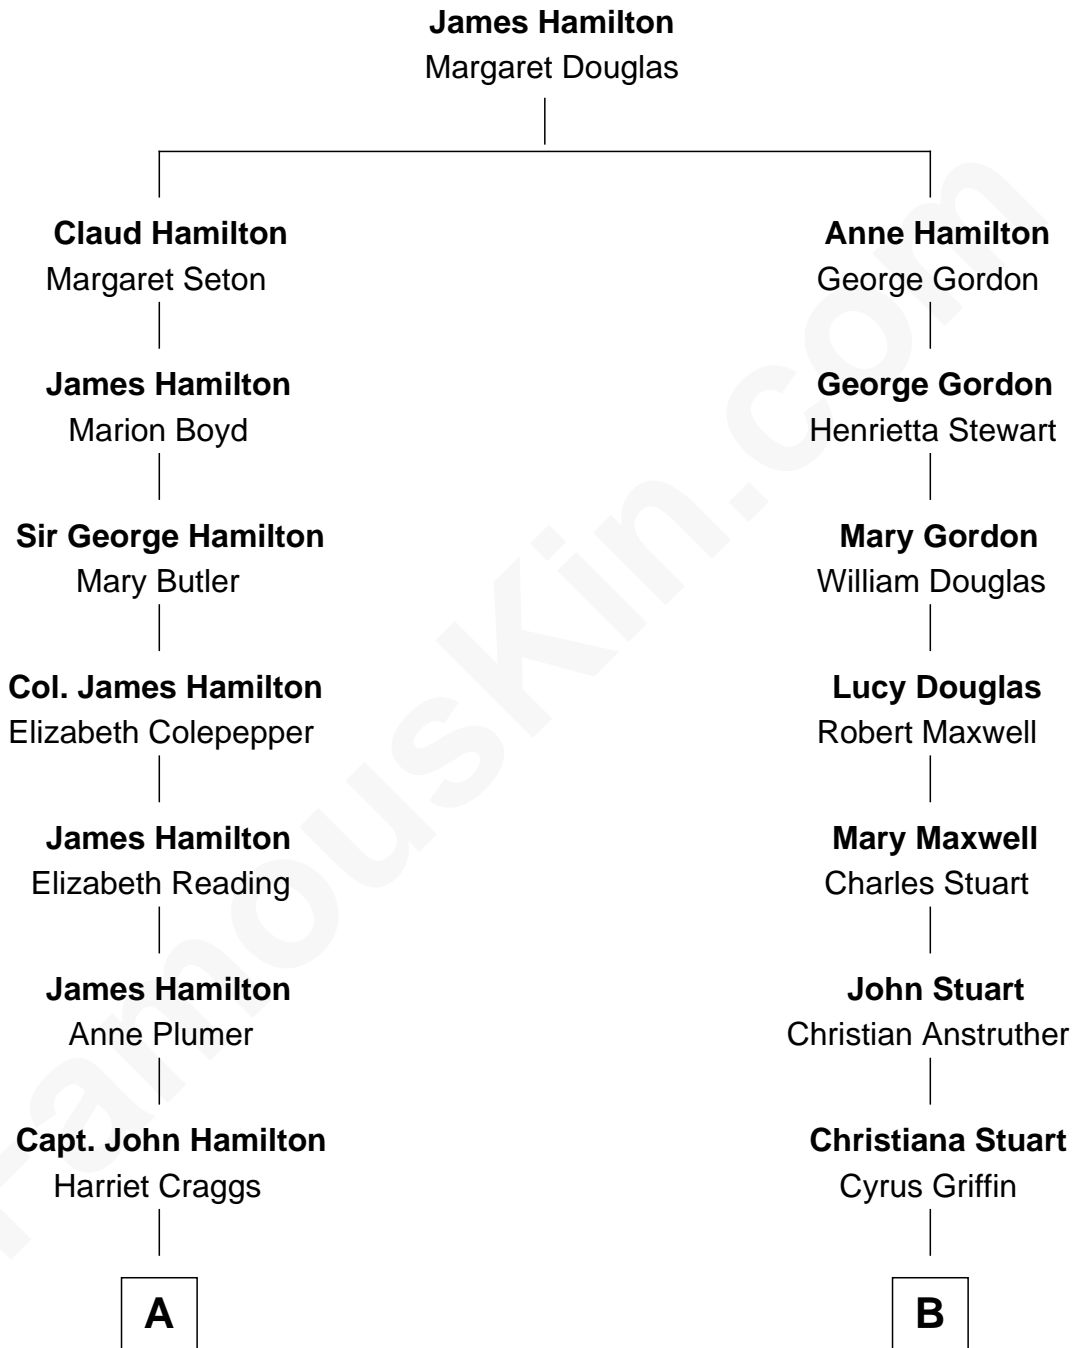 James Hamilton
Margaret Douglas
Claud Hamilton
Margaret Seton
Anne Hamilton
George Gordon
James Hamilton
Marion Boyd
George Gordon
Henrietta Stewart
Sir George Hamilton
Mary Butler
Mary Gordon
William Douglas
Col. James Hamilton
Elizabeth Colepepper
Lucy Douglas
Robert Maxwell
James Hamilton
Elizabeth Reading
Mary Maxwell
Charles Stuart
James Hamilton
Anne Plumer
John Stuart
Christian Anstruther
Capt. John Hamilton
Harriet Craggs
Christiana Stuart
Cyrus Griffin
A
B
FamousKin.com